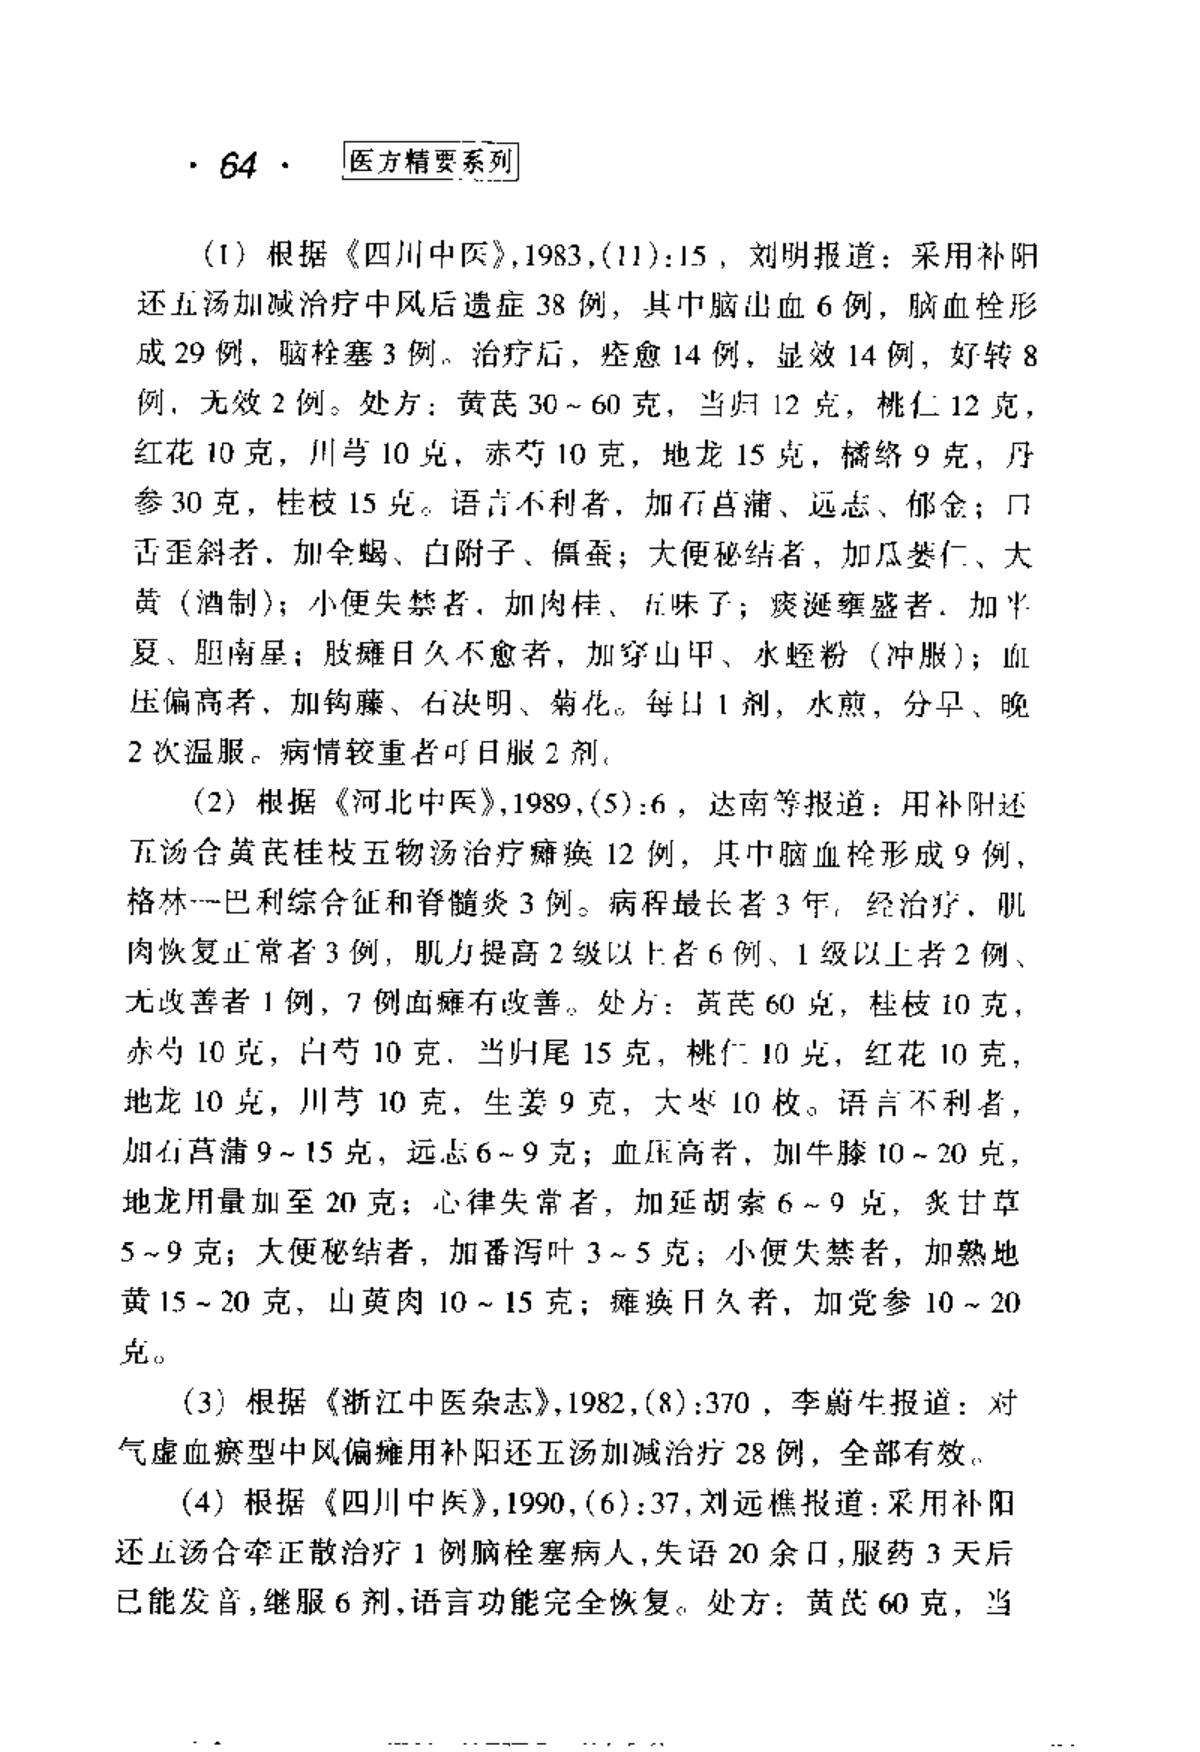 · 64 · 医方精要系列
(1) 根据《四川中医》,1983,(11):15，刘明报道：采用补阳
还五汤加减治疗中风后遗症 38 例，其中脑出血 6 例，脑血栓形
成 29 例，脑栓塞 3 例。治疗后，痊愈 14 例，显效 14 例，好转 8
例，无效 2 例。处方：黄芪 30～60 克，当归 12 克，桃仁 12 克，
红花 10 克，川芎 10 克，赤芍 10 克，地龙 15 克，橘络 9 克，丹
参 30 克，桂枝 15 克。语言不利者，加石菖蒲、远志、郁金；口
舌歪斜者，加全蝎、白附子、僵蚕；大便秘结者，加瓜蒌仁、大
黄（酒制）；小便失禁者，加肉桂、五味子；痰涎壅盛者，加半
夏、胆南星；肢瘫日久不愈者，加穿山甲、水蛭粉（冲服）；血
压偏高者，加钩藤、石决明、菊花。每日 1 剂，水煎，分早、晚
2 次温服。病情较重者可日服 2 剂。
(2) 根据《河北中医》,1989,(5):6，达南等报道：用补阳还
五汤合黄芪桂枝五物汤治疗瘫痪 12 例，其中脑血栓形成 9 例，
格林一巴利综合征和脊髓炎 3 例。病程最长者 3 年，经治疗，肌
肉恢复正常者 3 例，肌力提高 2 级以上者 6 例、1 级以上者 2 例、
无改善者 1 例，7 例面瘫有改善。处方：黄芪 60 克，桂枝 10 克，
赤芍 10 克，白芍 10 克，当归尾 15 克，桃仁 10 克，红花 10 克，
地龙 10 克，川芎 10 克，生姜 9 克，大枣 10 枚。语言不利者，
加石菖蒲 9～15 克，远志 6～9 克；血压高者，加牛膝 10～20 克，
地龙用量加至 20 克；心律失常者，加延胡索 6～9 克，炙甘草
5～9 克；大便秘结者，加番泻叶 3～5 克；小便失禁者，加熟地
黄 15～20 克，山萸肉 10～15 克；瘫痪日久者，加党参 10～20
克。
(3) 根据《浙江中医杂志》,1982,(8):370，李蔚生报道：对
气虚血瘀型中风偏瘫用补阳还五汤加减治疗 28 例，全部有效。
(4) 根据《四川中医》,1990,(6):37,刘远樵报道:采用补阳
还五汤合牵正散治疗 1 例脑栓塞病人,失语 20 余日,服药 3 天后
已能发音,继服 6 剂,语言功能完全恢复。处方：黄芪 60 克，当